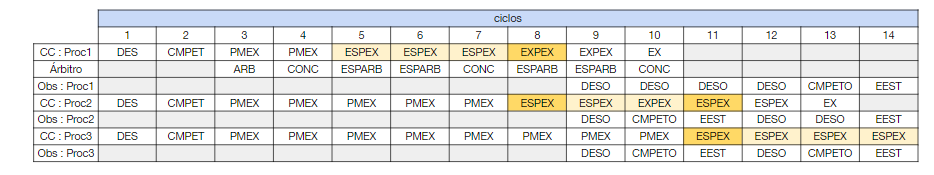 ciclos
1 2 3 4 5 6 7 8 9 10 11 12 13 14
CC : Proc1 DES CMPET PMEX PMEX ESPEX ESPEX ESPEX EXPEX EXPEX EX
Árbitro ARB CONC ESPARB ESPARB CONC ESPARB ESPARB CONC
Obs : Proc1 DESO DESO DESO DESO CMPETO EEST
CC : Proc2 DES CMPET PMEX PMEX PMEX PMEX PMEX ESPEX ESPEX EXPEX ESPEX ESPEX EX
Obs : Proc2 DESO CMPETO EEST DESO DESO EEST
CC : Proc3 DES CMPET PMEX PMEX PMEX PMEX PMEX PMEX PMEX PMEX ESPEX ESPEX ESPEX ESPEX
Obs : Proc3 DESO CMPETO EEST DESO CMPETO EEST